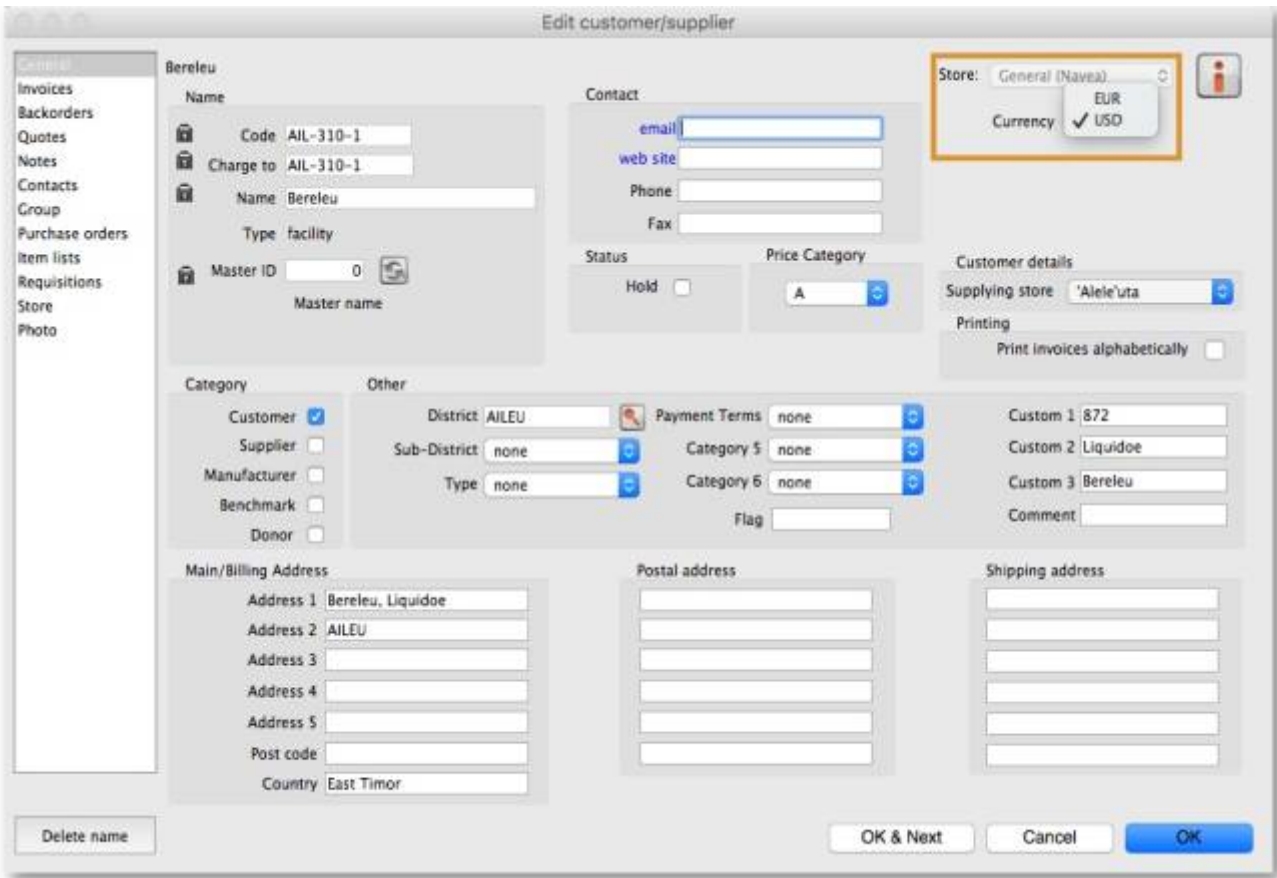 Edit customer/supplier
General
Invoices
Backorders
Quotes
Notes
Contacts
Group
Purchase orders
Item lists
Requisitions
Store
Photo
Bereleu
Name
Code AIL-310-1
Charge to AIL-310-1
Name Bereleu
Type facility
Master ID 0
Master name
Contact
email
web site
Phone
Fax
Store: General (Navea)
EUR
Currency ✓ USD
Status
Hold
Price Category
A
Customer details
Supplying store 'Alele'uta
Printing
Print invoices alphabetically
Category
Customer
Supplier
Manufacturer
Benchmark
Donor
Other
District AILEU
Sub-District none
Type none
Payment Terms none
Category 5 none
Category 6 none
Flag
Custom 1 872
Custom 2 Liquidoe
Custom 3 Bereleu
Comment
Main/Billing Address
Address 1 Bereleu, Liquidoe
Address 2 AILEU
Address 3
Address 4
Address 5
Post code
Country East Timor
Postal address
Shipping address
Delete name
OK & Next
Cancel
OK